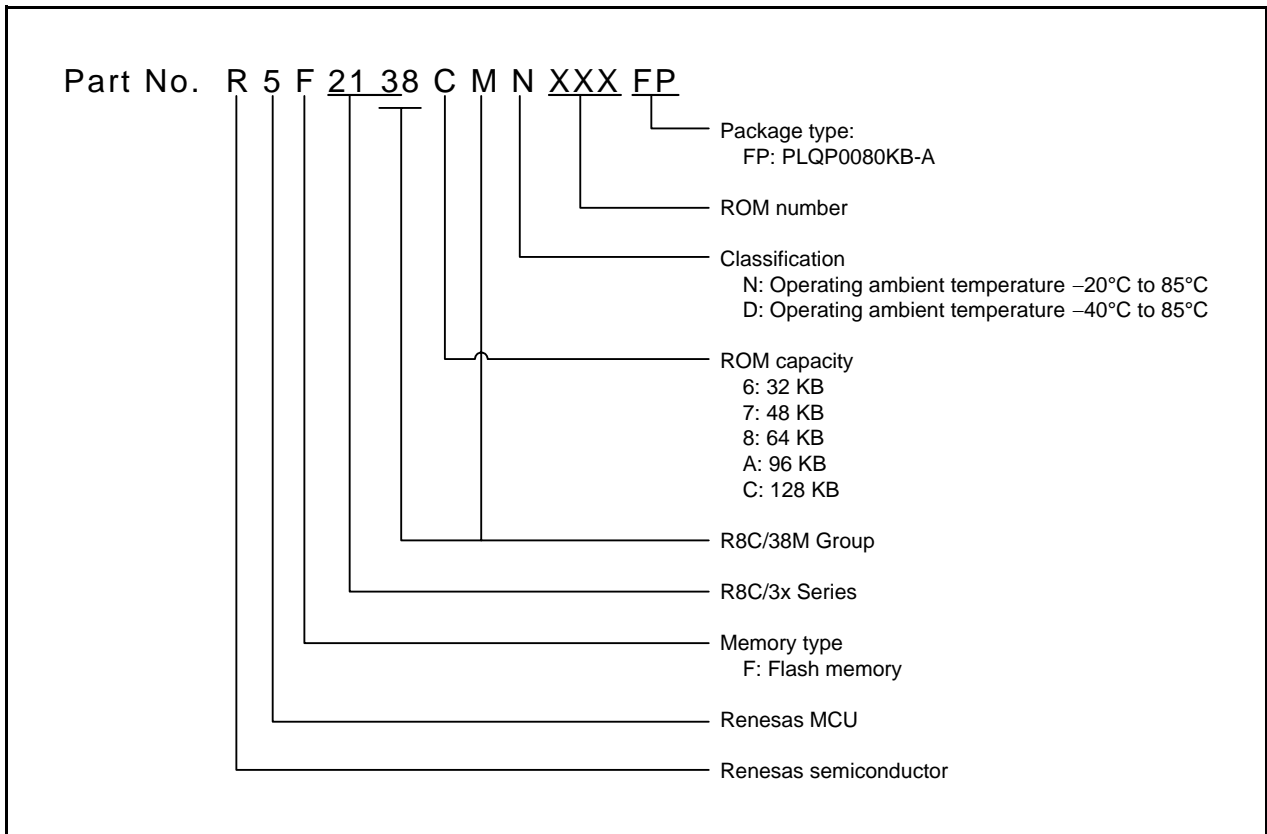 Part No. R 5 F 21 38 C M N XXX FP
Package type:
FP: PLQP0080KB-A
ROM number
Classification
N: Operating ambient temperature −20°C to 85°C
D: Operating ambient temperature −40°C to 85°C
ROM capacity
6: 32 KB
7: 48 KB
8: 64 KB
A: 96 KB
C: 128 KB
R8C/38M Group
R8C/3x Series
Memory type
F: Flash memory
Renesas MCU
Renesas semiconductor